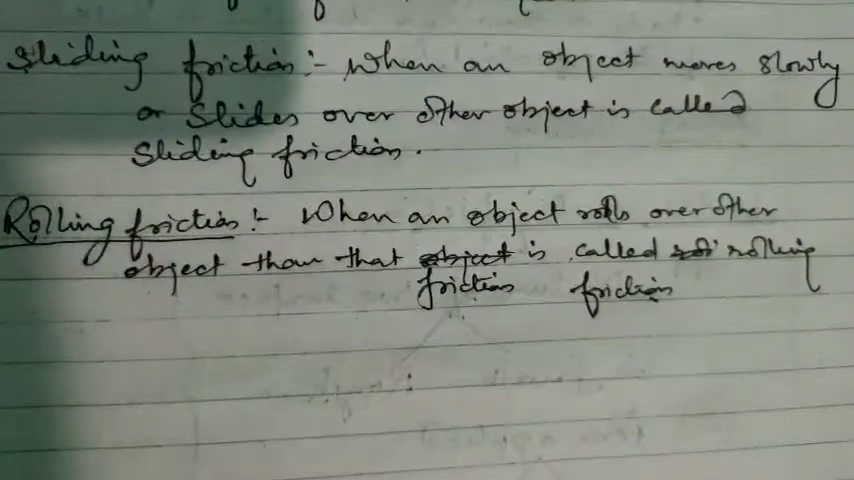 Sliding friction:- When an object moves slowly
or slides over other object is called
sliding friction.
Rolling friction:- When an object rolls over other
object than that is called rolling
friction friction